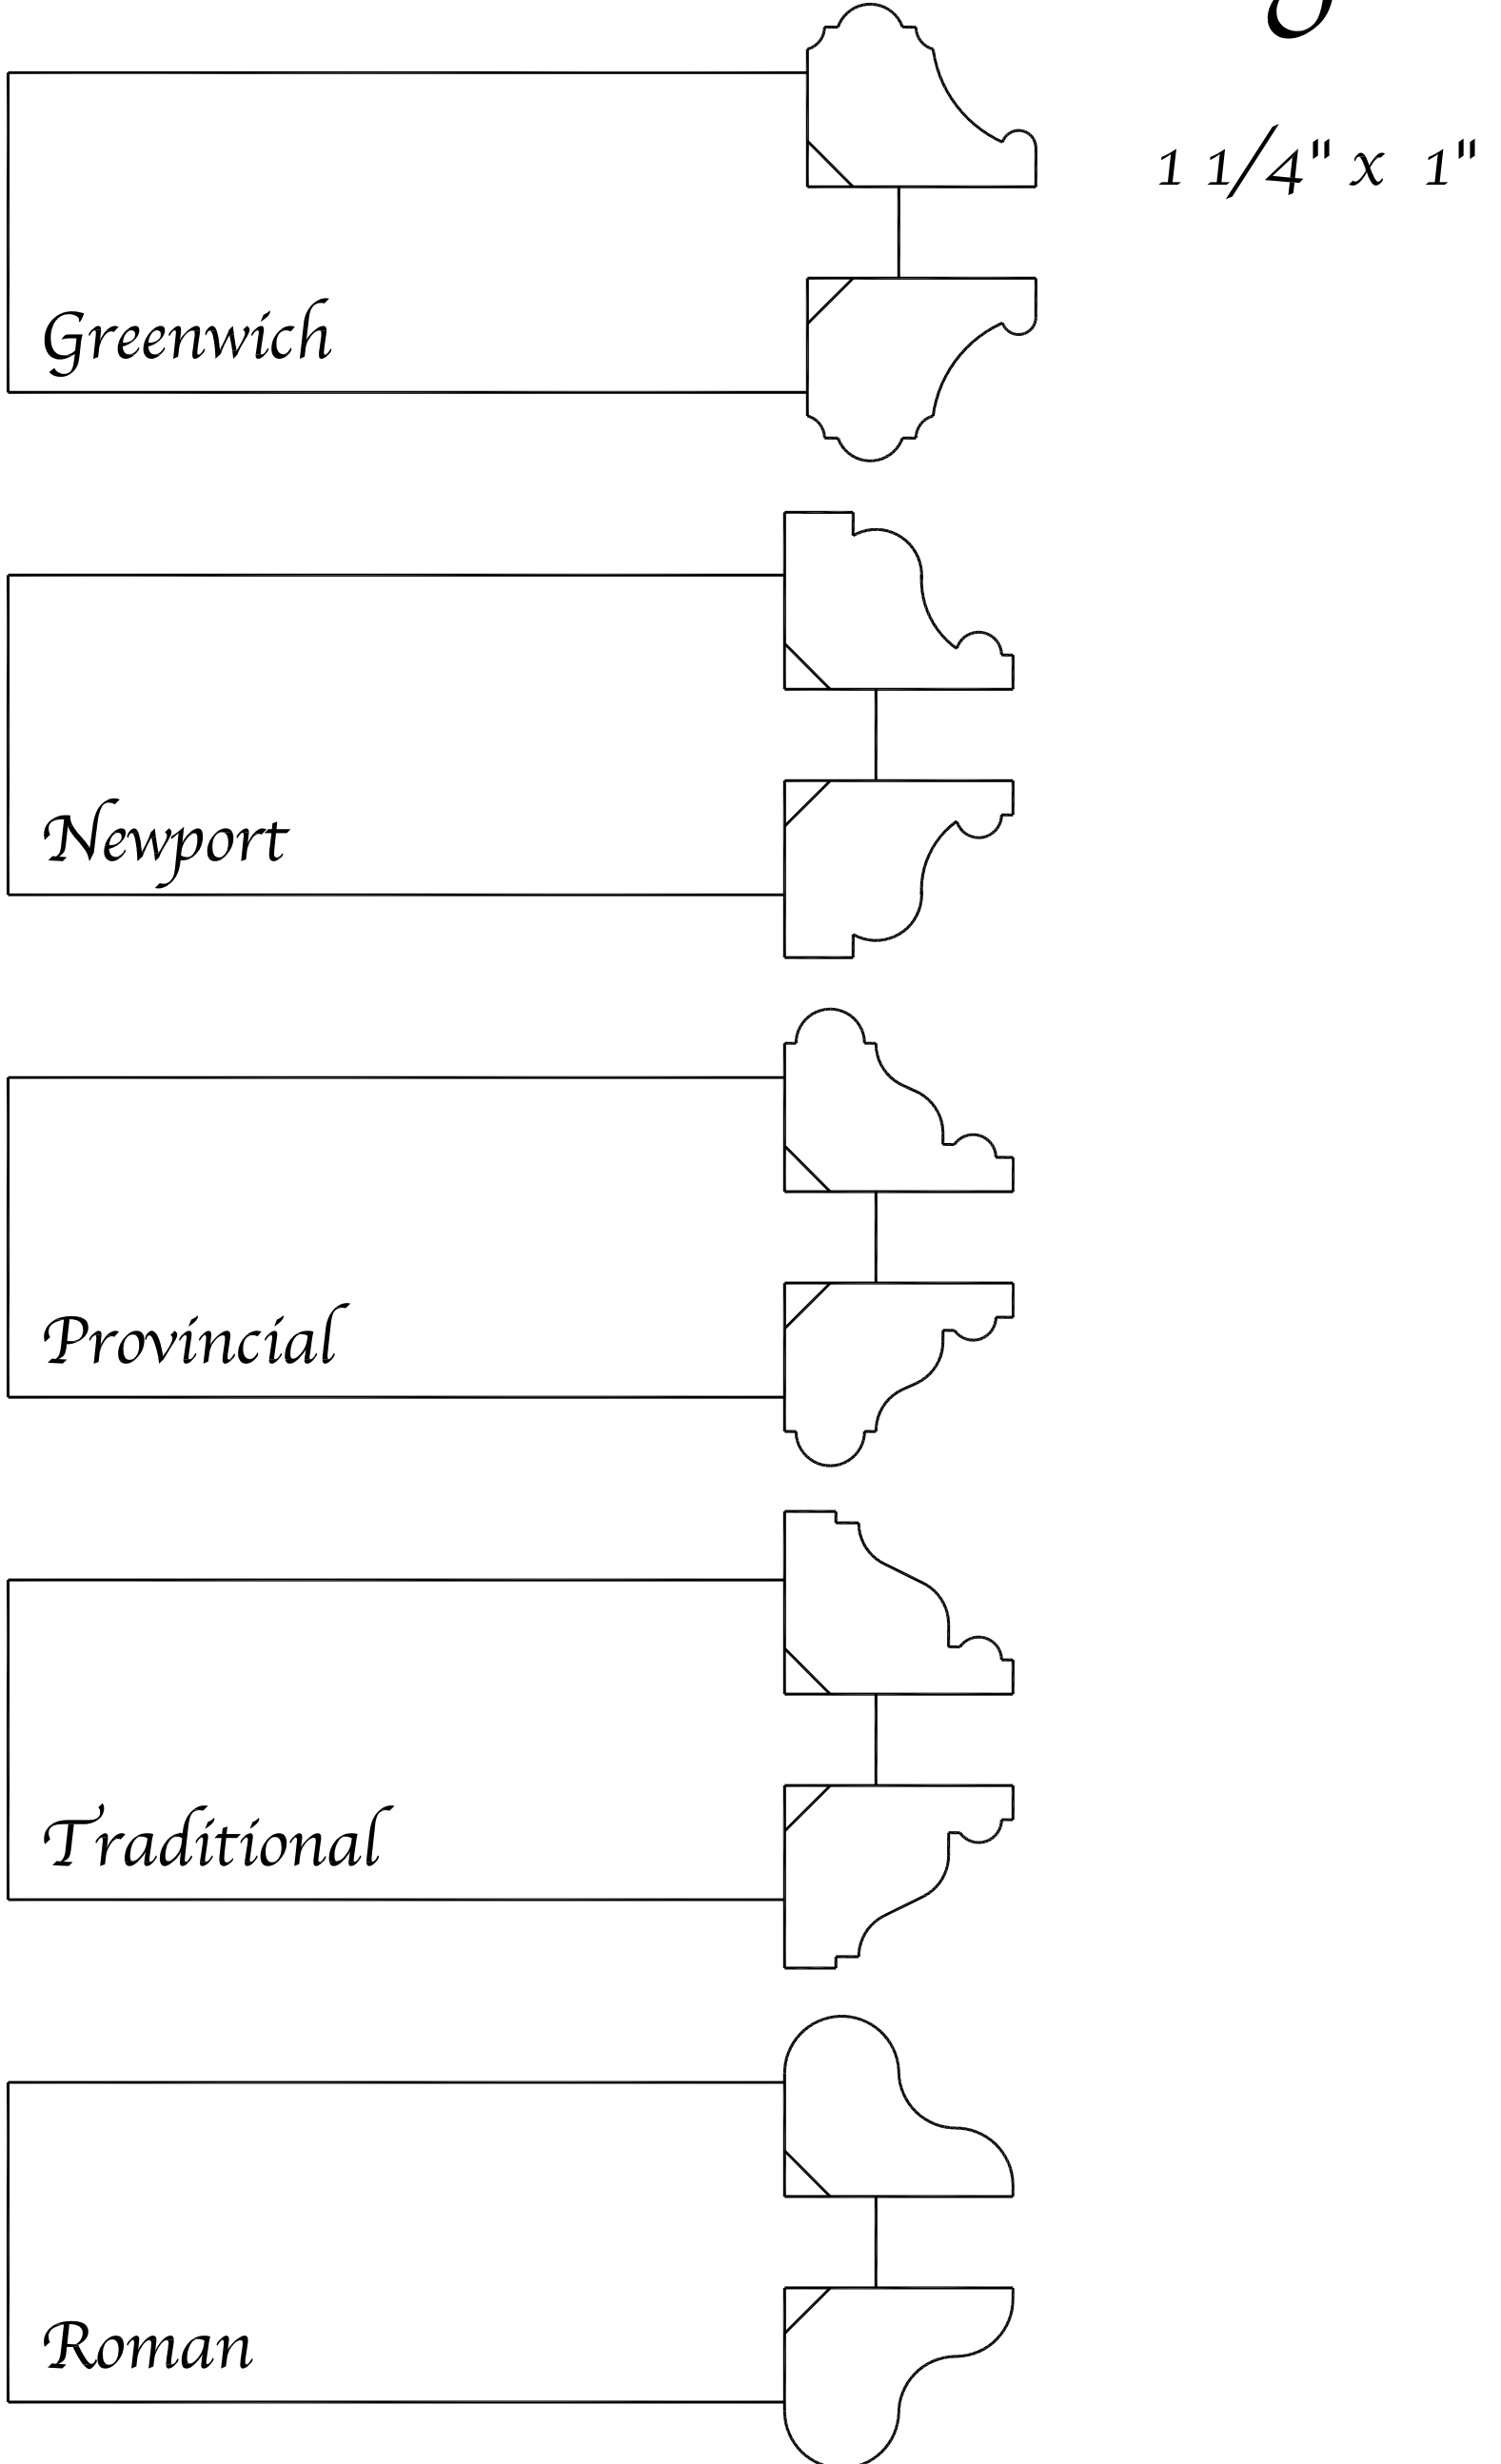 1 1/4" x 1"
Greenwich
Newport
Provincial
Traditional
Roman